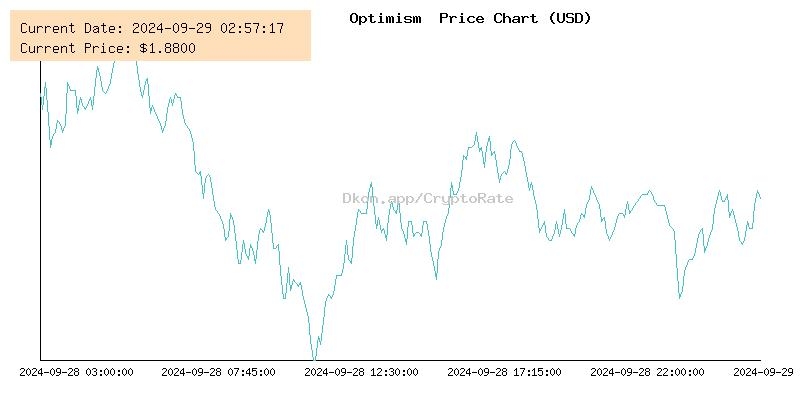 Optimism Price Chart (USD)
Current Date: 2024-09-29 02:57:17
Current Price: $1.8800
Dkcn.app/CryptoRate
2024-09-28 03:00:00 2024-09-28 07:45:00 2024-09-28 12:30:00 2024-09-28 17:15:00 2024-09-28 22:00:00 2024-09-29